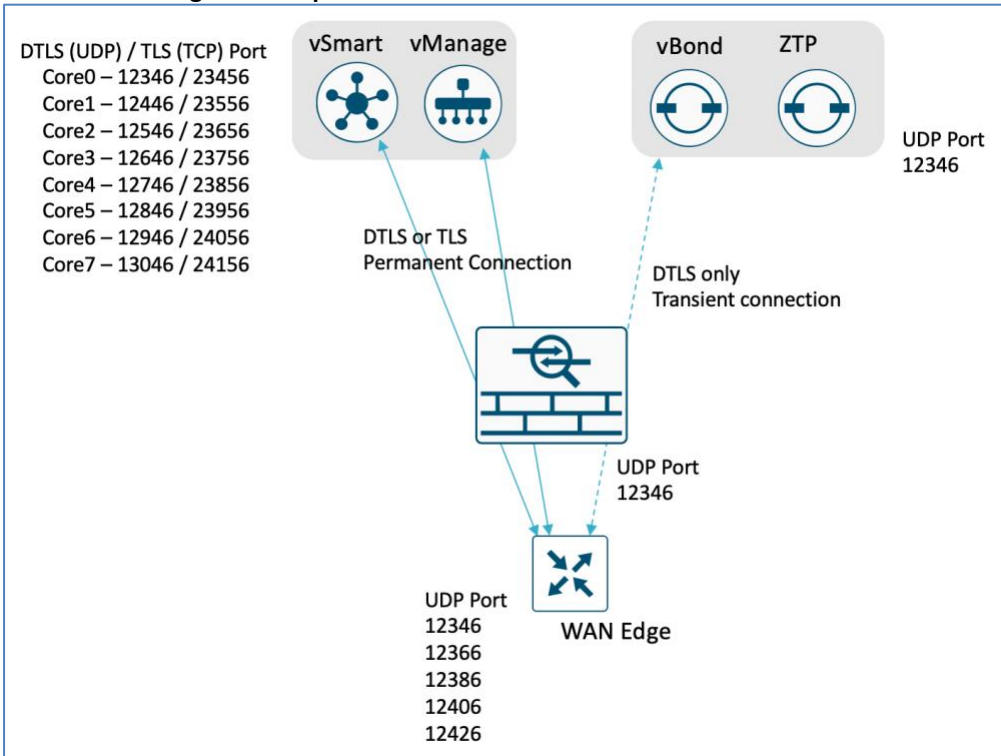 DTLS (UDP) / TLS (TCP) Port
Core0 – 12346 / 23456
Core1 – 12446 / 23556
Core2 – 12546 / 23656
Core3 – 12646 / 23756
Core4 – 12746 / 23856
Core5 – 12846 / 23956
Core6 – 12946 / 24056
Core7 – 13046 / 24156
vSmart
vManage
vBond
ZTP
UDP Port
12346
DTLS or TLS
Permanent Connection
DTLS only
Transient connection
UDP Port
12346
WAN Edge
UDP Port
12346
12366
12386
12406
12426